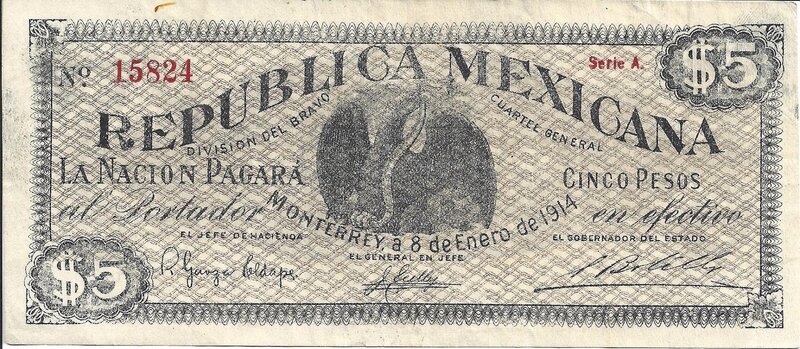 Nº 15824
Serie A.
$5
REPUBLICA MEXICANA
DIVISION DEL BRAVO
CUARTEL GENERAL
LA NACION PAGARÁ
CINCO PESOS
al Portador
en efectivo
MONTERREY, a 8 de Enero de 1914
EL JEFE DE HACIENDA
EL GENERAL EN JEFE
EL GOBERNADOR DEL ESTADO
$5